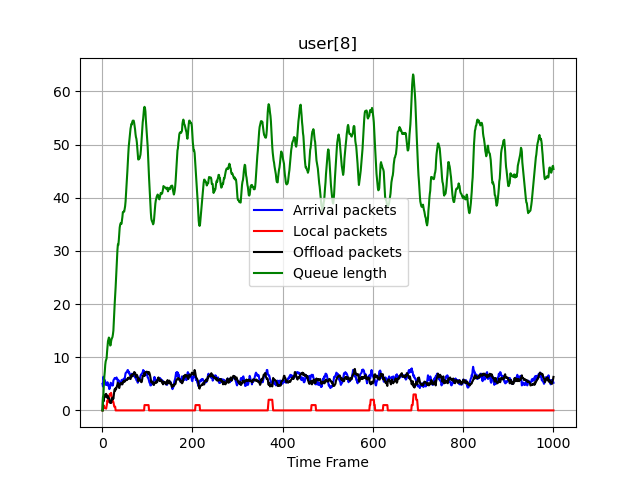 user[8]
60
50
40
30
20
10
0
Arrival packets
Local packets
Offload packets
Queue length
0
200
400
600
800
1000
Time Frame